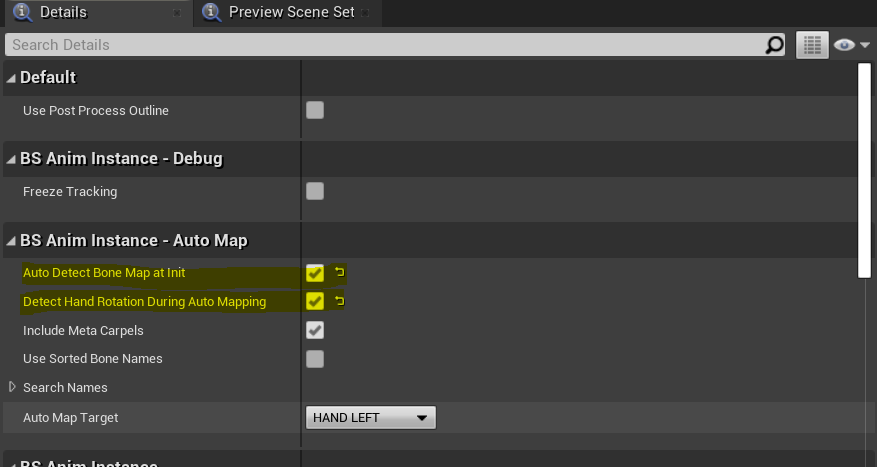 Details
Preview Scene Set
Search Details
Default
Use Post Process Outline
BS Anim Instance - Debug
Freeze Tracking
BS Anim Instance - Auto Map
Auto Detect Bone Map at Init
Detect Hand Rotation During Auto Mapping
Include Meta Carpels
Use Sorted Bone Names
Search Names
Auto Map Target
HAND LEFT
BS Anim Instance